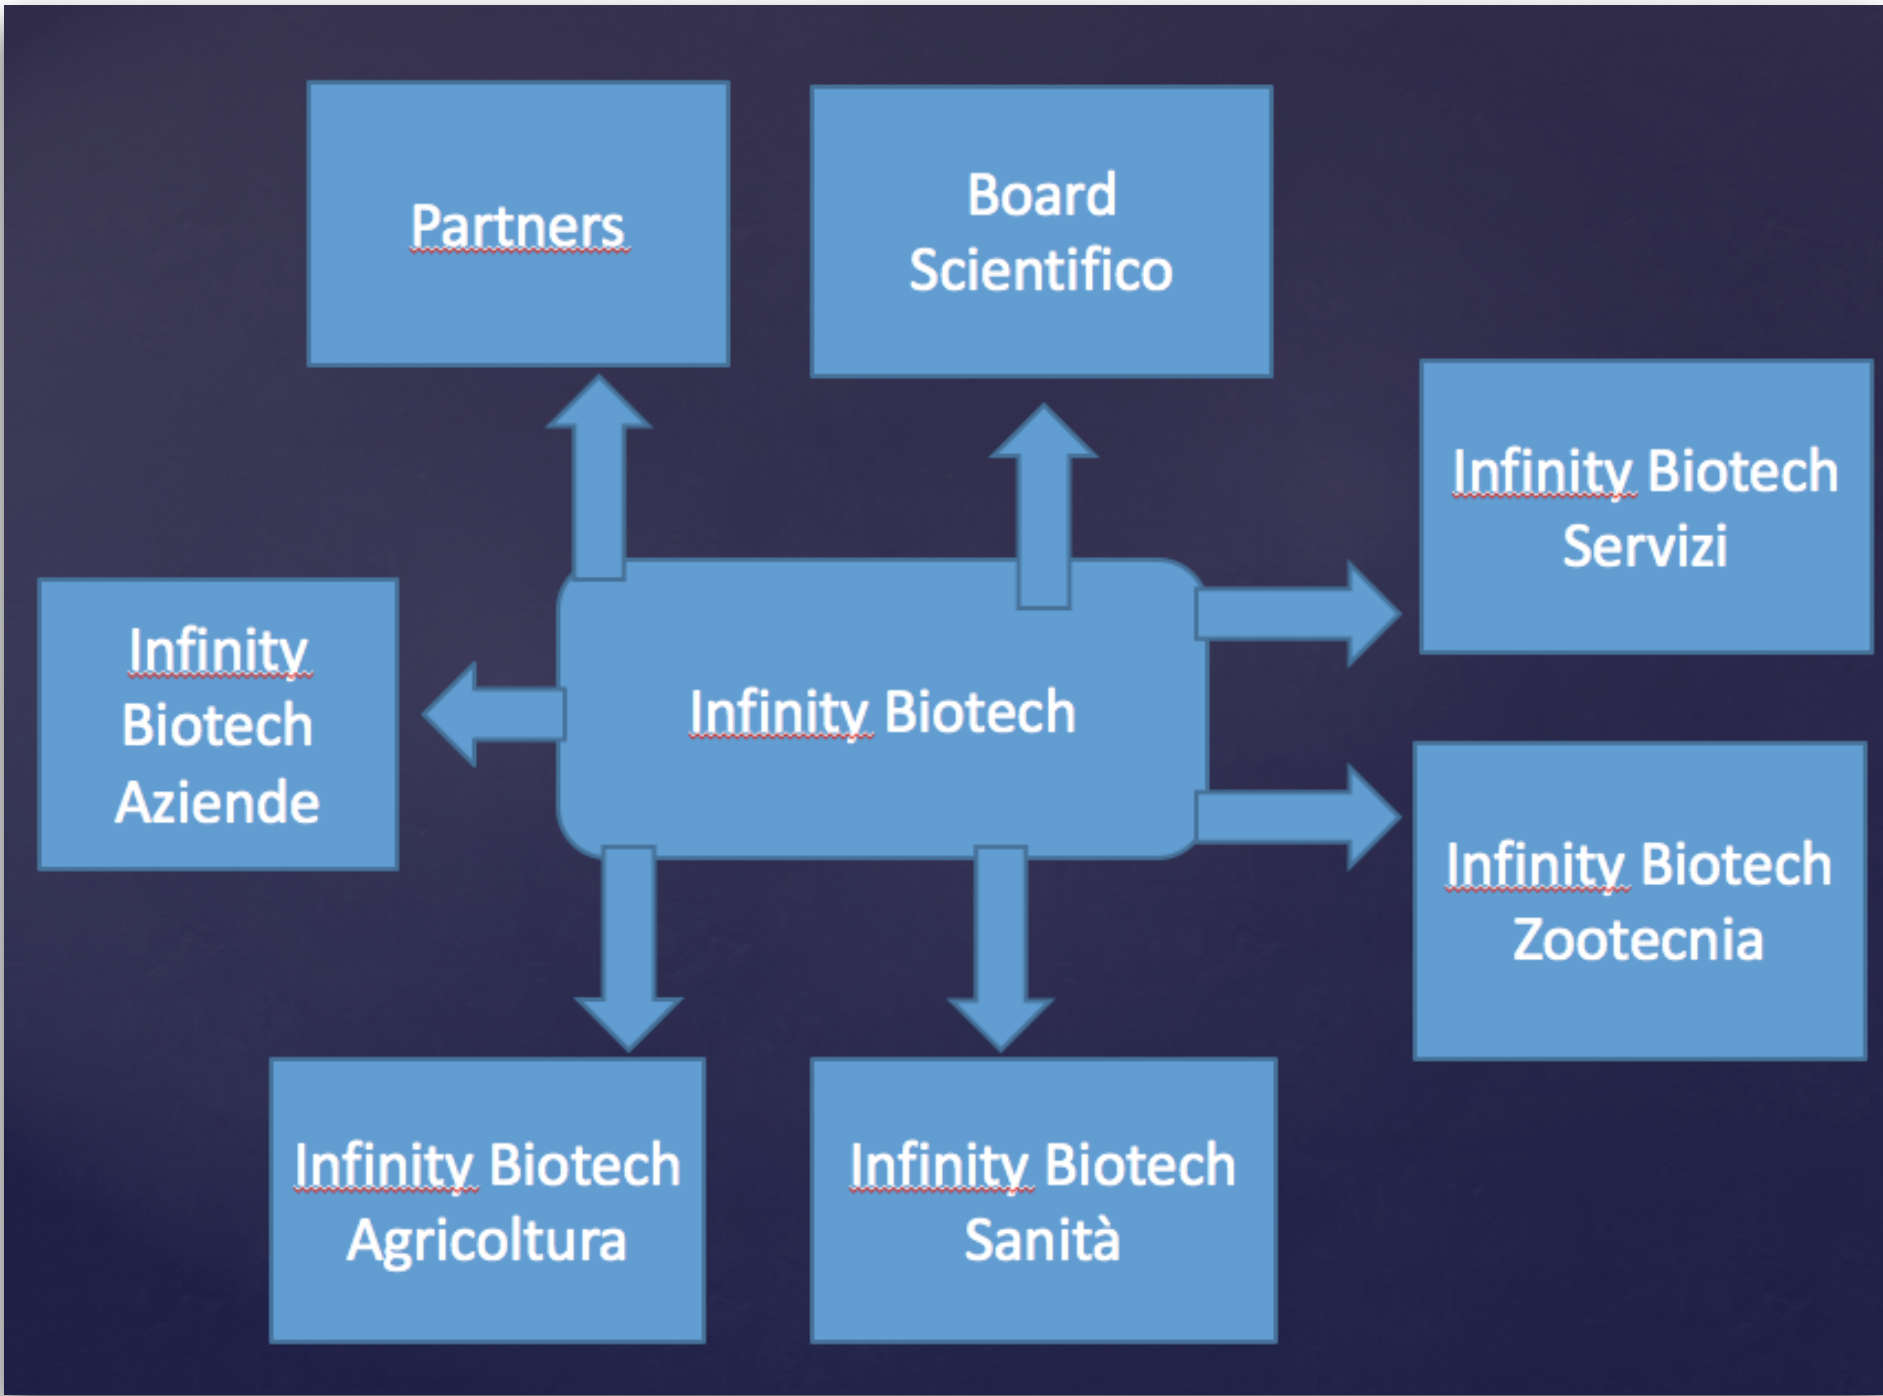 Partners
Board
Scientifico
Infinity Biotech
Servizi
Infinity
Biotech
Aziende
Infinity Biotech
Infinity Biotech
Zootecnia
Infinity Biotech
Agricoltura
Infinity Biotech
Sanità